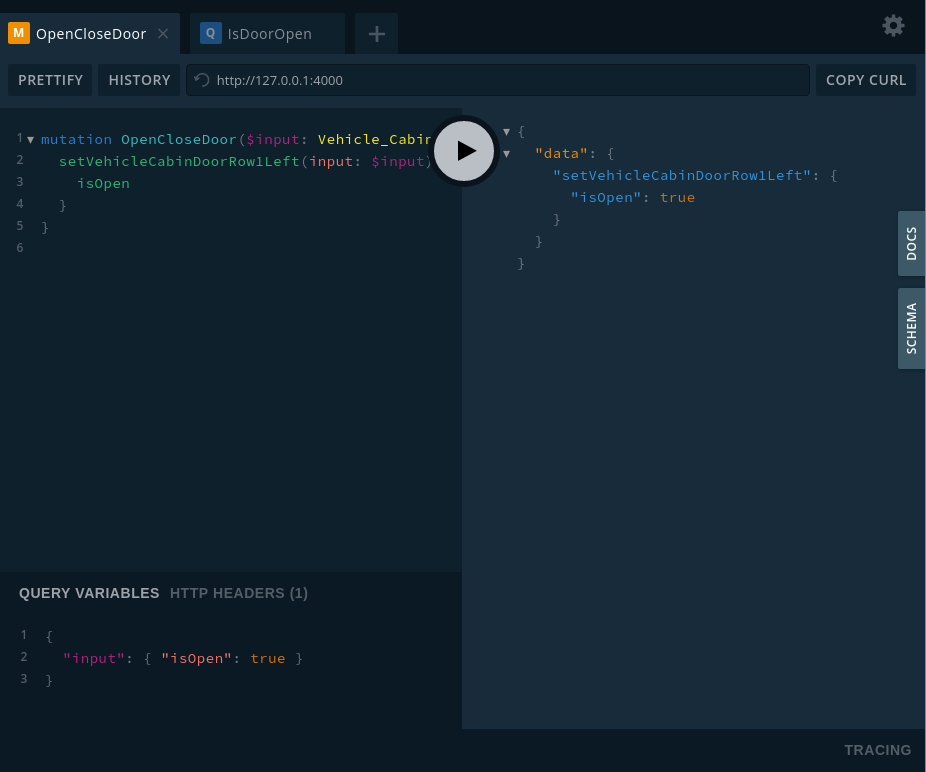 M OpenCloseDoor
Q IsDoorOpen
PRETTIFY
HISTORY
http://127.0.0.1:4000
COPY CURL
1 mutation OpenCloseDoor($input: Vehicle_Cabin
2 setVehicleCabinDoorRow1Left(input: $input)
3 isOpen
4 }
5 }
6
{
"data": {
"setVehicleCabinDoorRow1Left": {
"isOpen": true
}
}
}
DOCS
SCHEMA
QUERY VARIABLES HTTP HEADERS (1)
1 {
2 "input": { "isOpen": true }
3 }
TRACING